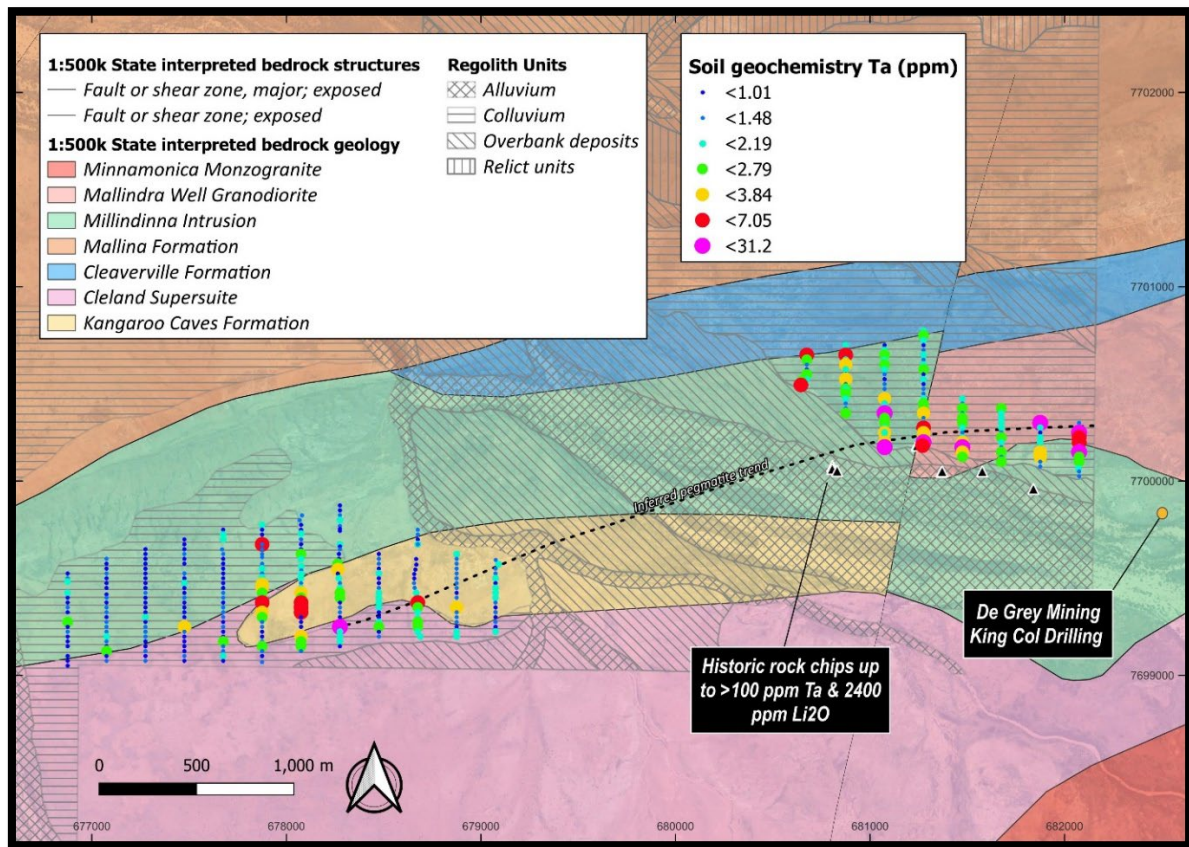 1:500k State interpreted bedrock structures
Fault or shear zone, major; exposed
Fault or shear zone; exposed
1:500k State interpreted bedrock geology
Minnamonica Monzogranite
Mallindra Well Granodiorite
Millindinna Intrusion
Mallina Formation
Cleaverville Formation
Cleland Supersuite
Kangaroo Caves Formation
Regolith Units
Alluvium
Colluvium
Overbank deposits
Relict units
Soil geochemistry Ta (ppm)
<1.01
<1.48
<2.19
<2.79
<3.84
<7.05
<31.2
7702000
7701000
7700000
7699000
Inferred pegmatite trend
Historic rock chips up
to >100 ppm Ta & 2400
ppm Li2O
De Grey Mining
King Col Drilling
0 500 1,000 m
677000 678000 679000 680000 681000 682000